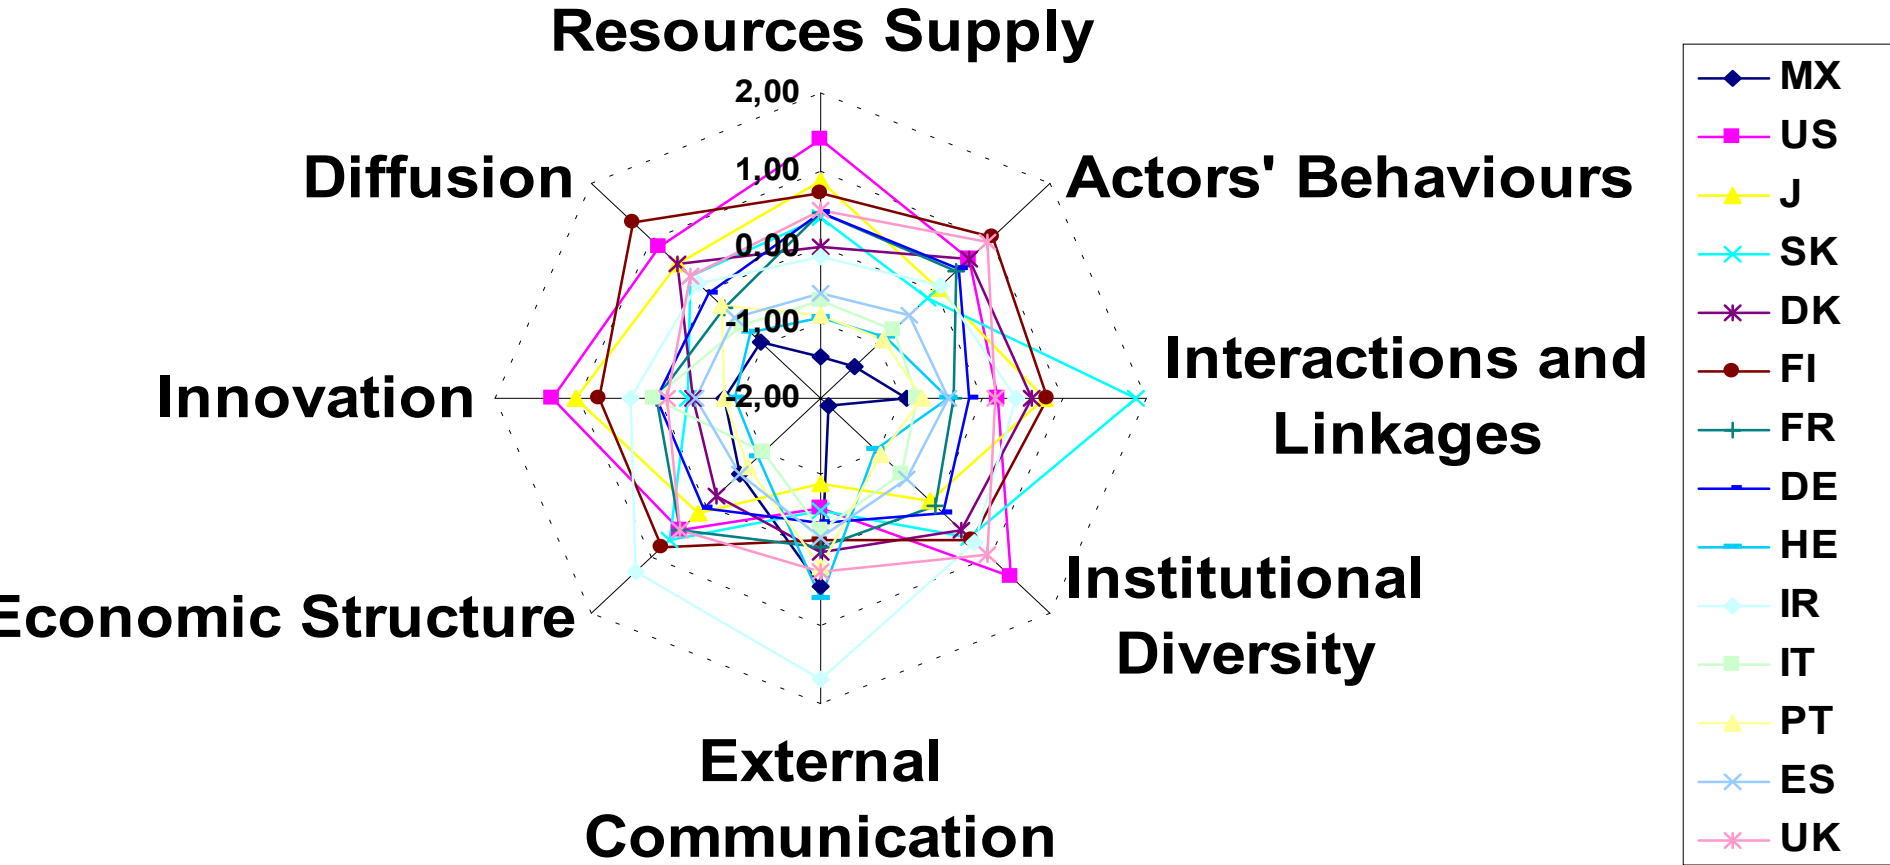 Resources Supply
2,00
1,00
0,00
-1,00
-2,00
Diffusion
Actors' Behaviours
Innovation
Interactions and
Linkages
Economic Structure
Institutional
Diversity
External
Communication
MX
US
J
SK
DK
FI
FR
DE
HE
IR
IT
PT
ES
UK